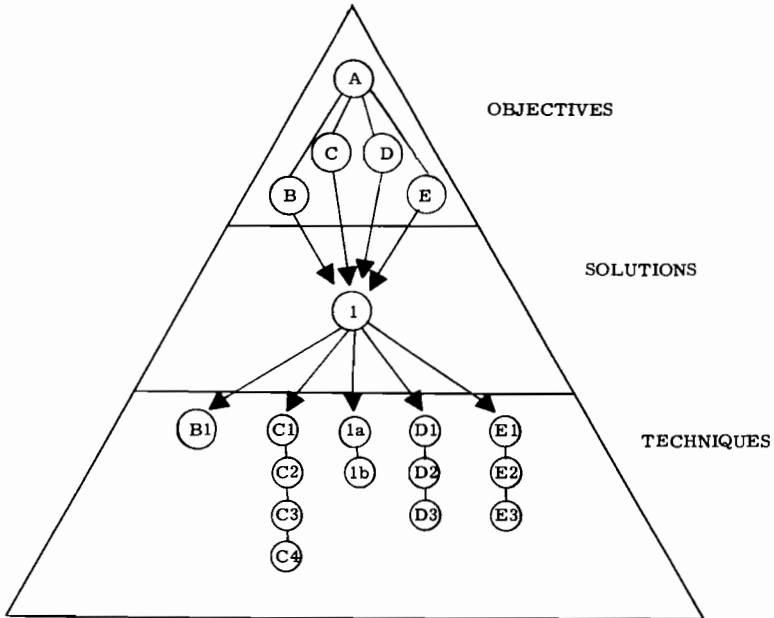 A
OBJECTIVES
C D
B E
SOLUTIONS
1
B1 C1 1a D1 E1
TECHNIQUES
C2 1b D2 E2
C3 D3 E3
C4